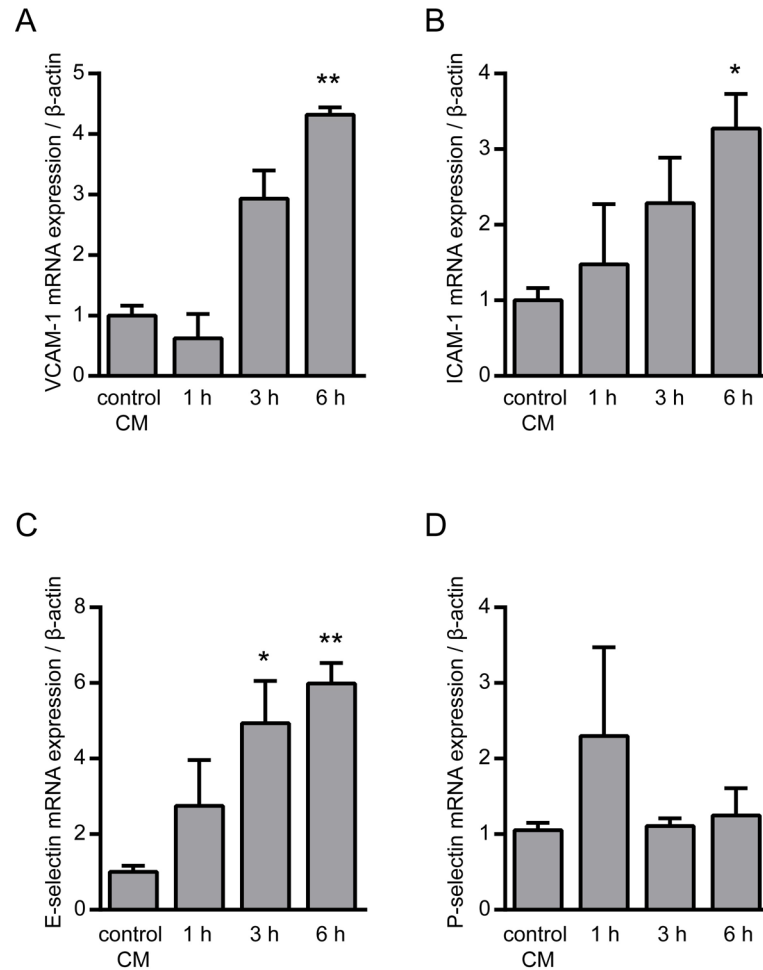 A
VCAM-1 mRNA expression / β-actin
5
4
3
2
1
0
**
control
CM
1 h
3 h
6 h
B
ICAM-1 mRNA expression / β-actin
4
3
2
1
0
*
control
CM
1 h
3 h
6 h
C
E-selectin mRNA expression / β-actin
8
6
4
2
0
*
**
control
CM
1 h
3 h
6 h
D
P-selectin mRNA expression / β-actin
4
3
2
1
0
control
CM
1 h
3 h
6 h